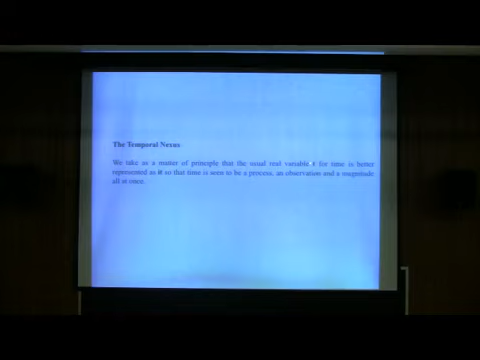 The Temporal Nexus
We take as a matter of principle that the usual real variable t for time is better
represented as it so that time is seen to be a process, an observation and a magnitude
all at once.